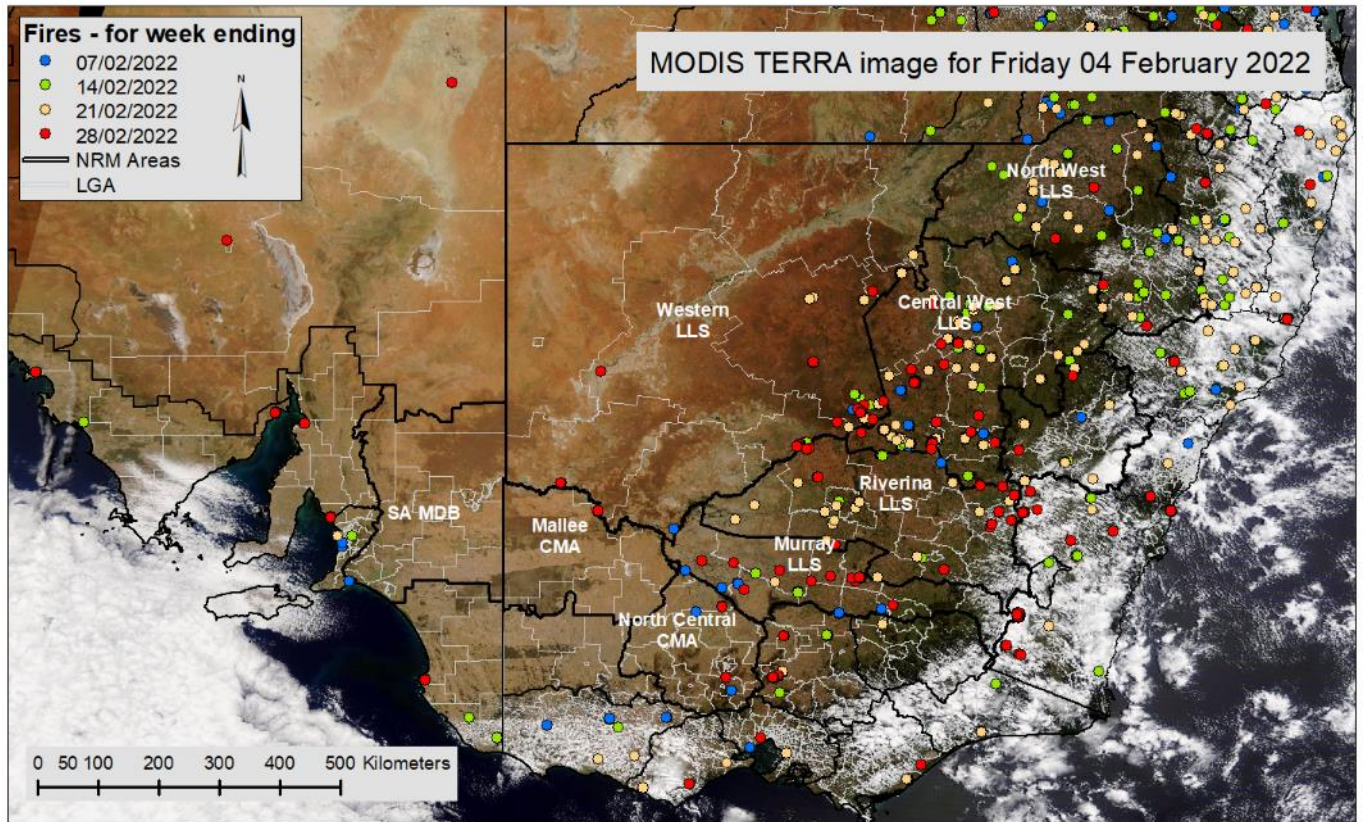 Fires - for week ending
07/02/2022
14/02/2022
21/02/2022
28/02/2022
NRM Areas
LGA
N
MODIS TERRA image for Friday 04 February 2022
North West
LLS
Western
LLS
Central West
LLS
SA MDB
Mallee
CMA
Riverina
LLS
Murray
LLS
North Central
CMA
0 50 100 200 300 400 500 Kilometers